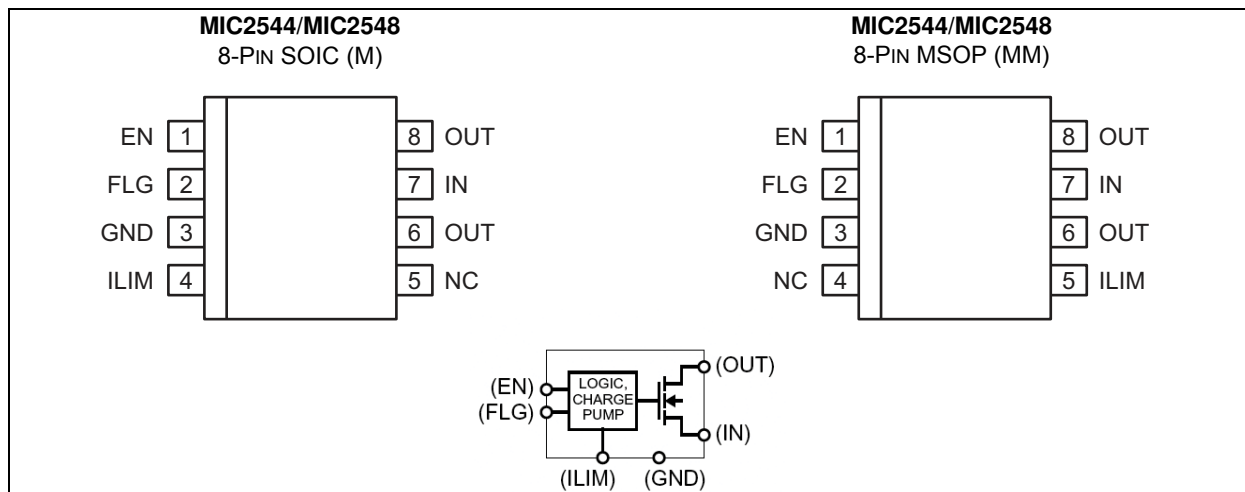 MIC2544/MIC2548
8-PIN SOIC (M)
EN 1
FLG 2
GND 3
ILIM 4
8 OUT
7 IN
6 OUT
5 NC
MIC2544/MIC2548
8-PIN MSOP (MM)
EN 1
FLG 2
GND 3
NC 4
8 OUT
7 IN
6 OUT
5 ILIM
(EN)
(FLG)
LOGIC,
CHARGE
PUMP
(OUT)
(IN)
(ILIM)
(GND)